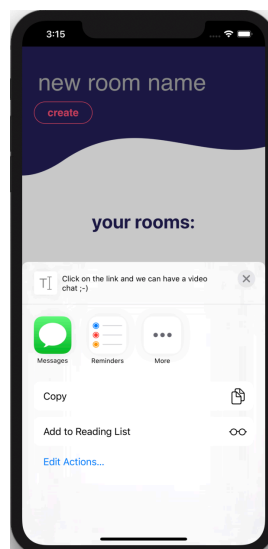 3:15
new room name
create
your rooms:
Click on the link and we can have a video
chat ;-)
Messages
Reminders
More
Copy
Add to Reading List
Edit Actions...